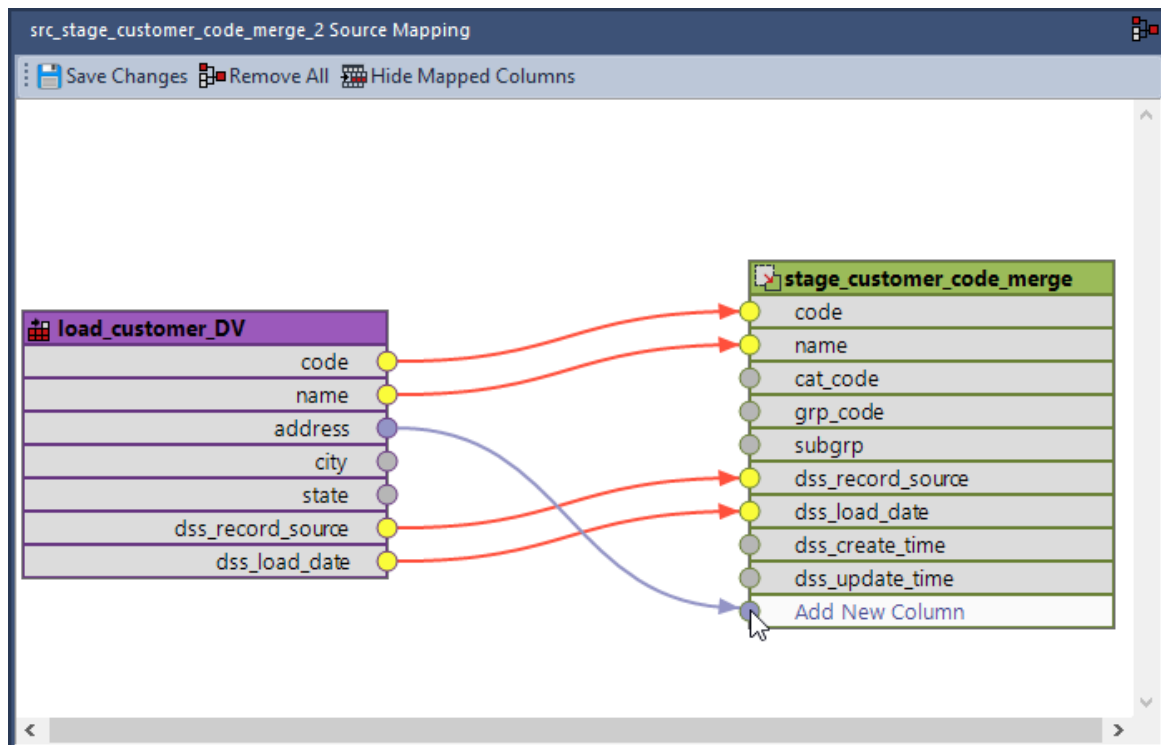 src_stage_customer_code_merge_2 Source Mapping
Save Changes Remove All Hide Mapped Columns
load_customer_DV
code
name
address
city
state
dss_record_source
dss_load_date
stage_customer_code_merge
code
name
cat_code
grp_code
subgrp
dss_record_source
dss_load_date
dss_create_time
dss_update_time
Add New Column